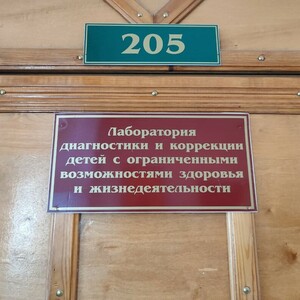 205
Лаборатория
диагностики и коррекции
детей с ограниченными
возможностями здоровья
и жизнедеятельности